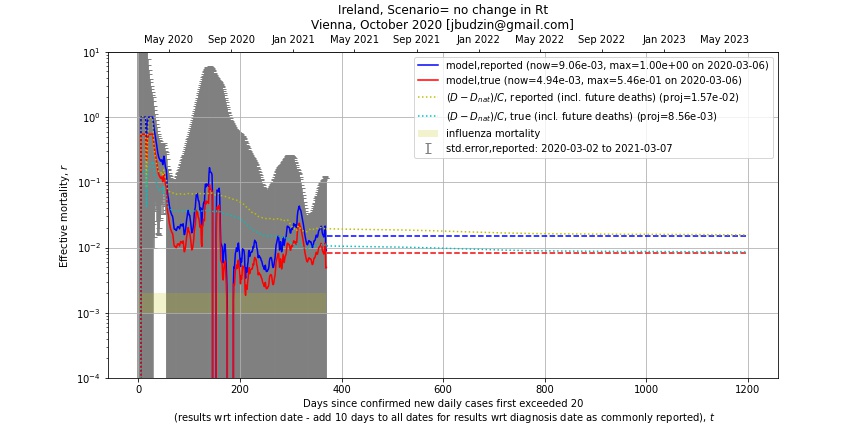 Ireland, Scenario= no change in Rt
Vienna, October 2020 [jbudzin@gmail.com]
May 2020 Sep 2020 Jan 2021 May 2021 Sep 2021 Jan 2022 May 2022 Sep 2022 Jan 2023 May 2023
model,reported (now=9.06e-03, max=1.00e+00 on 2020-03-06)
model,true (now=4.94e-03, max=5.46e-01 on 2020-03-06)
(D − D_nat)/C, reported (incl. future deaths) (proj=1.57e-02)
(D − D_nat)/C, true (incl. future deaths) (proj=8.56e-03)
influenza mortality
std.error,reported: 2020-03-02 to 2021-03-07
Effective mortality, r
10^1
10^0
10^−1
10^−2
10^−3
10^−4
0 200 400 600 800 1000 1200
Days since confirmed new daily cases first exceeded 20
(results wrt infection date - add 10 days to all dates for results wrt diagnosis date as commonly reported), t